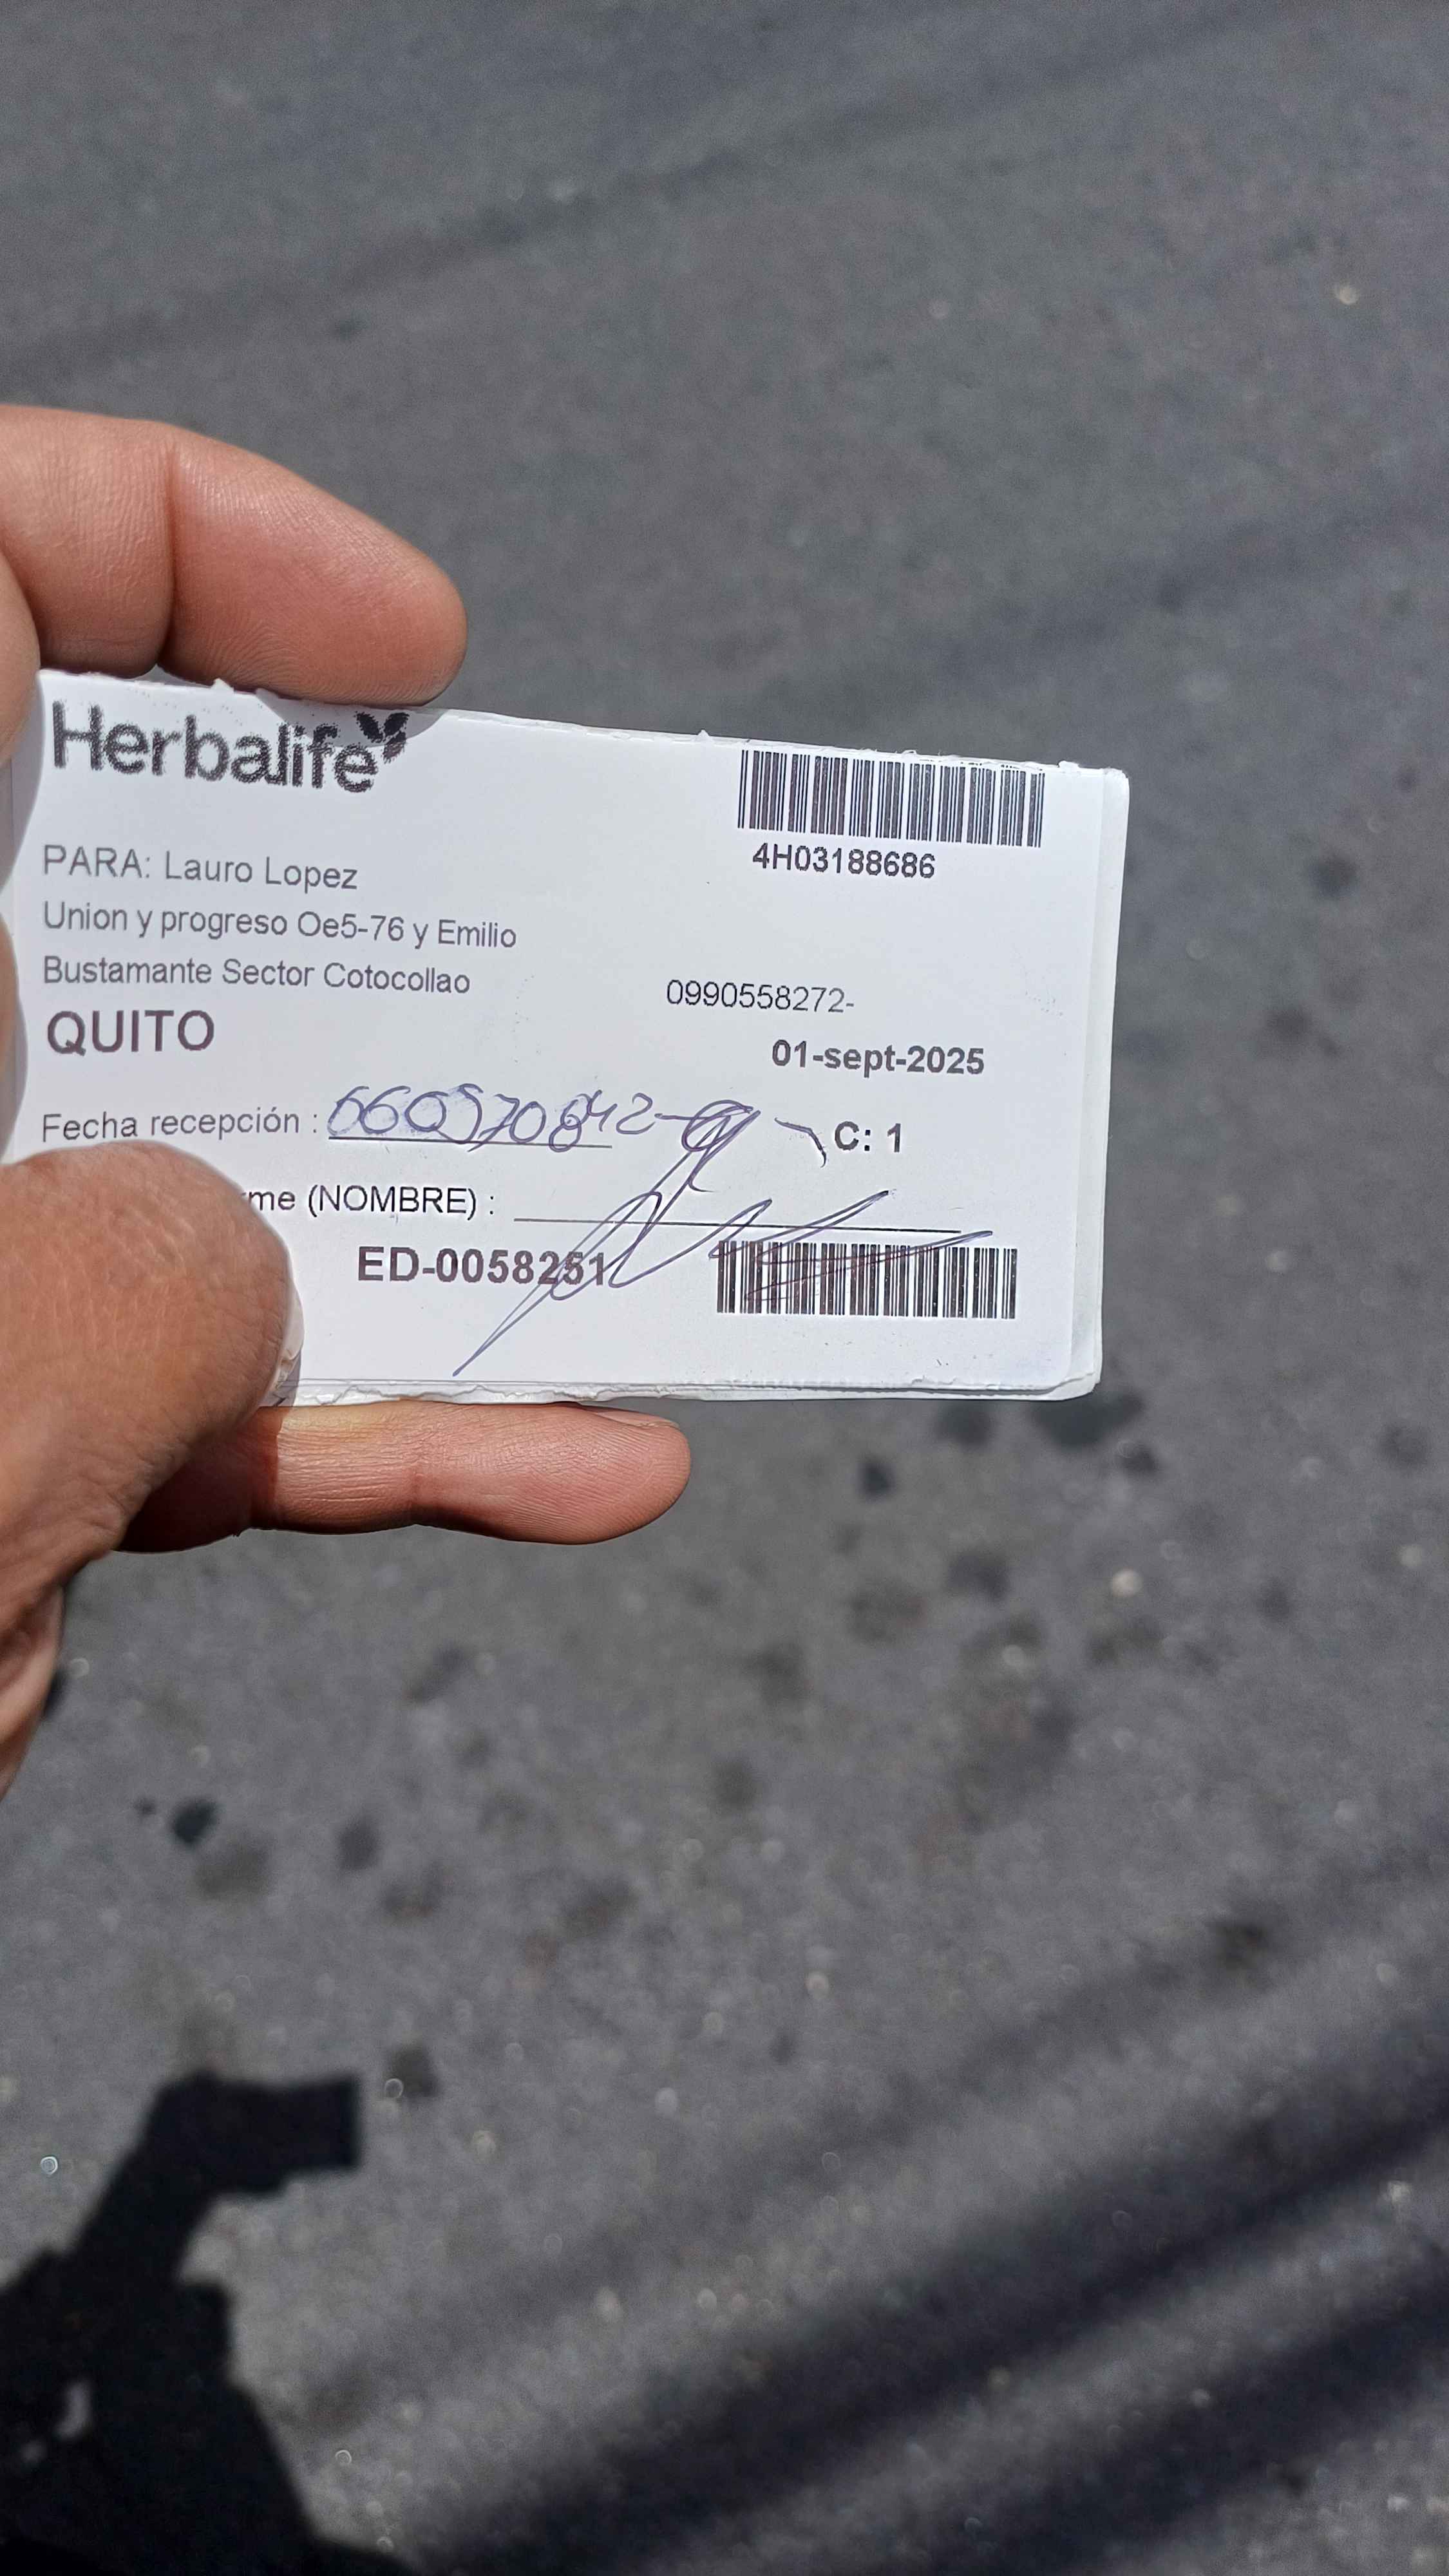 Herbalife
4H03188686
PARA: Lauro Lopez
Union y progreso Oe5-76 y Emilio
Bustamante Sector Cotocollao
0990558272-
QUITO
01-sept-2025
Fecha recepción :
C: 1
me (NOMBRE) :
ED-0058251